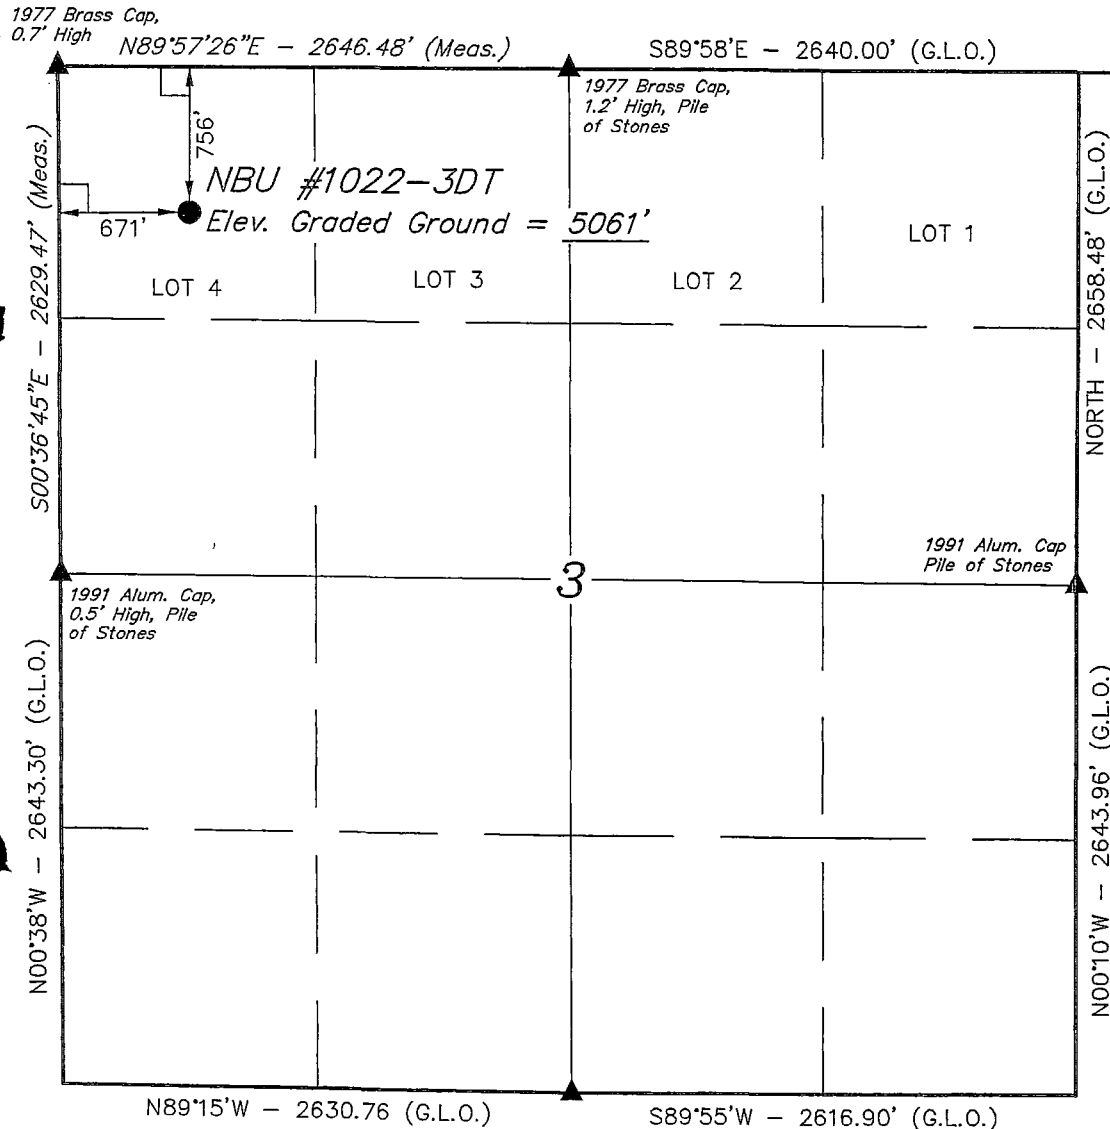 1977 Brass Cap,
0.7' High
N89°57'26"E - 2646.48' (Meas.)
S89°58'E - 2640.00' (G.L.O.)
1977 Brass Cap,
1.2' High, Pile
of Stones
756'
671'
NBU #1022-3DT
Elev. Graded Ground = 5061'
LOT 4
LOT 3
LOT 2
LOT 1
S00°36'45"E - 2629.47' (Meas.)
NORTH - 2658.48' (G.L.O.)
3
1991 Alum. Cap
Pile of Stones
1991 Alum. Cap,
0.5' High, Pile
of Stones
N00°38'W - 2643.30' (G.L.O.)
N00°10'W - 2643.96' (G.L.O.)
N89°15'W - 2630.76 (G.L.O.)
S89°55'W - 2616.90' (G.L.O.)